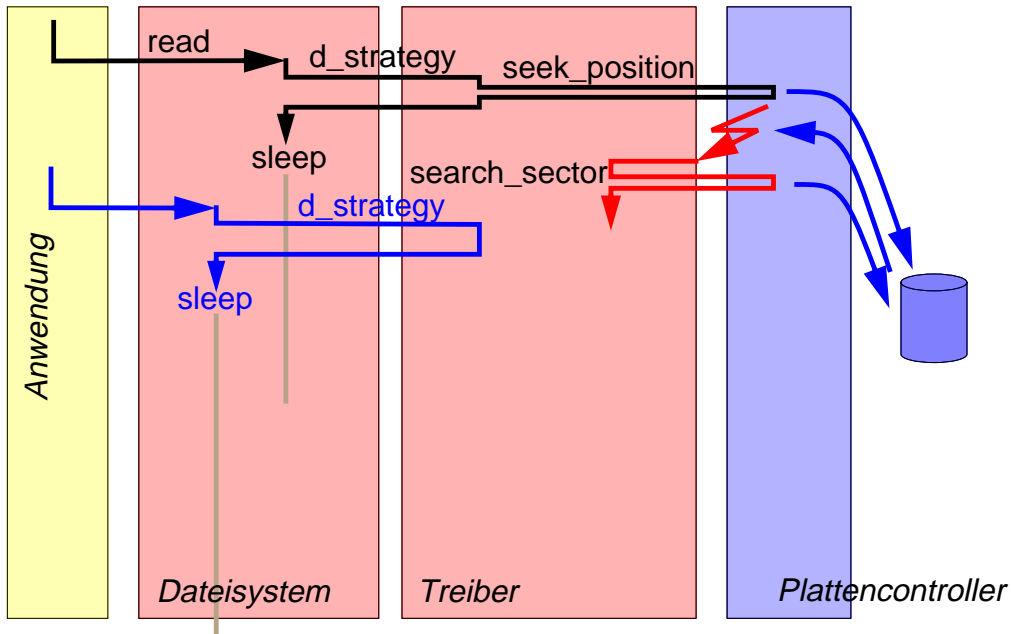 read
d_strategy
seek_position
sleep
search_sector
d_strategy
sleep
Anwendung
Dateisystem
Treiber
Plattencontroller